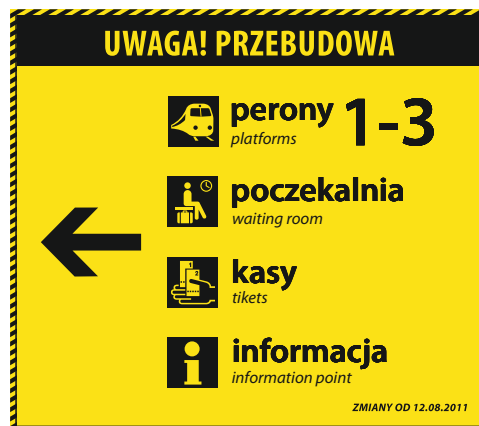 UWAGA! PRZEBUDOWA
perony 1-3
platforms
poczekalnia
waiting room
kasy
tikets
informacja
information point
ZMIANY OD 12.08.2011